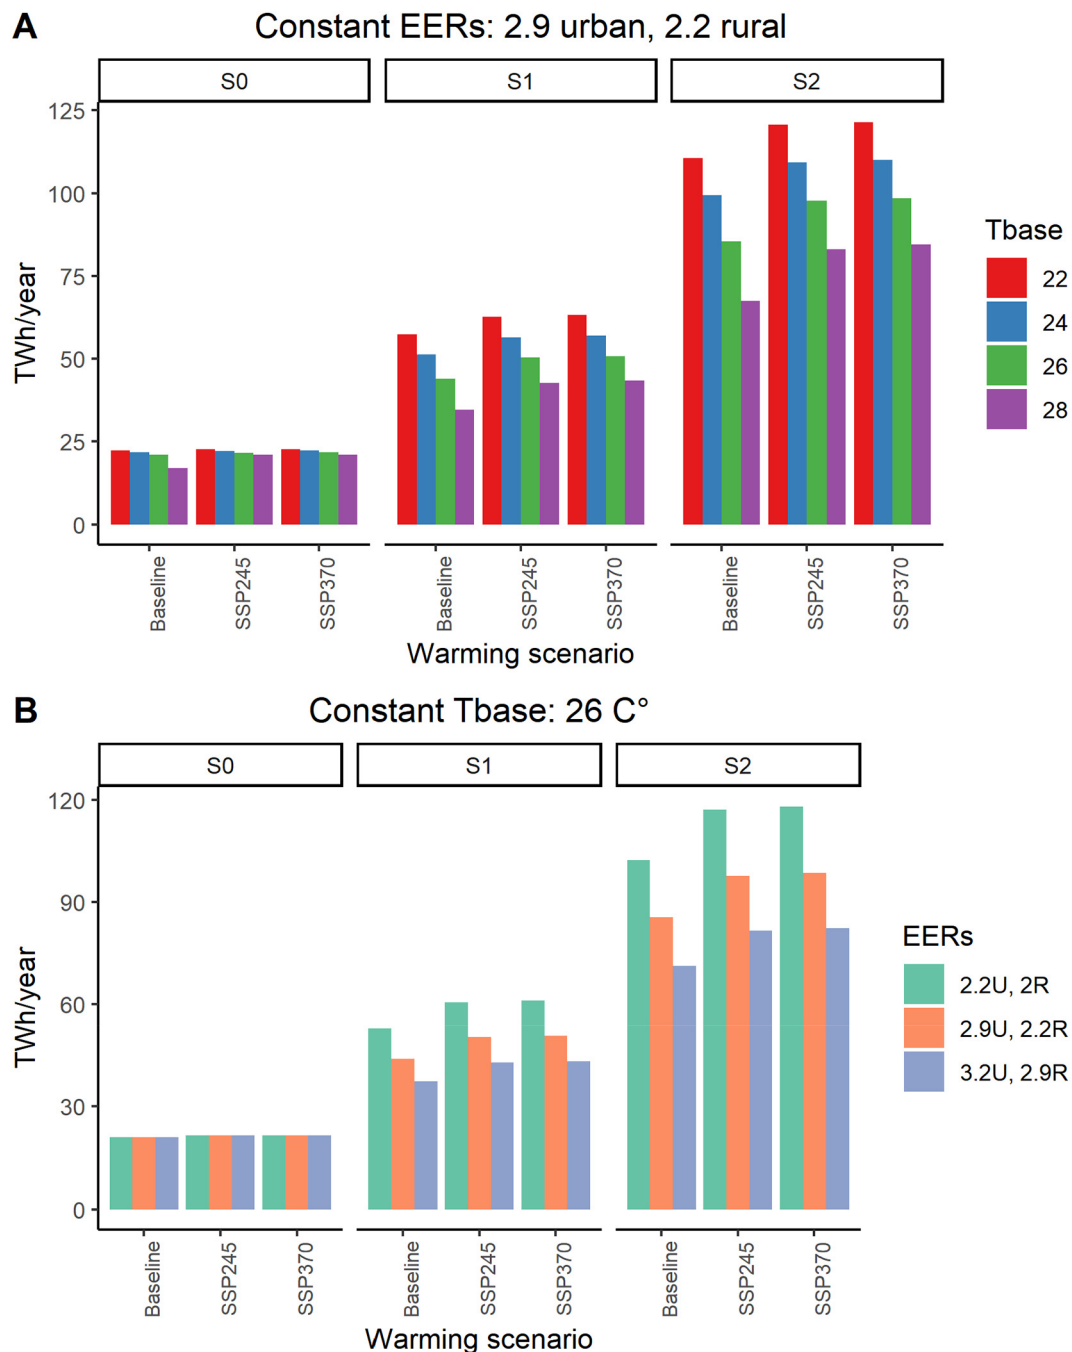 A
Constant EERs: 2.9 urban, 2.2 rural
S0
S1
S2
125
100
75
50
25
0
TWh/year
Baseline
SSP245
SSP370
Baseline
SSP245
SSP370
Baseline
SSP245
SSP370
Warming scenario
Tbase
22
24
26
28
B
Constant Tbase: 26 C°
S0
S1
S2
120
90
60
30
0
TWh/year
Baseline
SSP245
SSP370
Baseline
SSP245
SSP370
Baseline
SSP245
SSP370
Warming scenario
EERs
2.2U, 2R
2.9U, 2.2R
3.2U, 2.9R